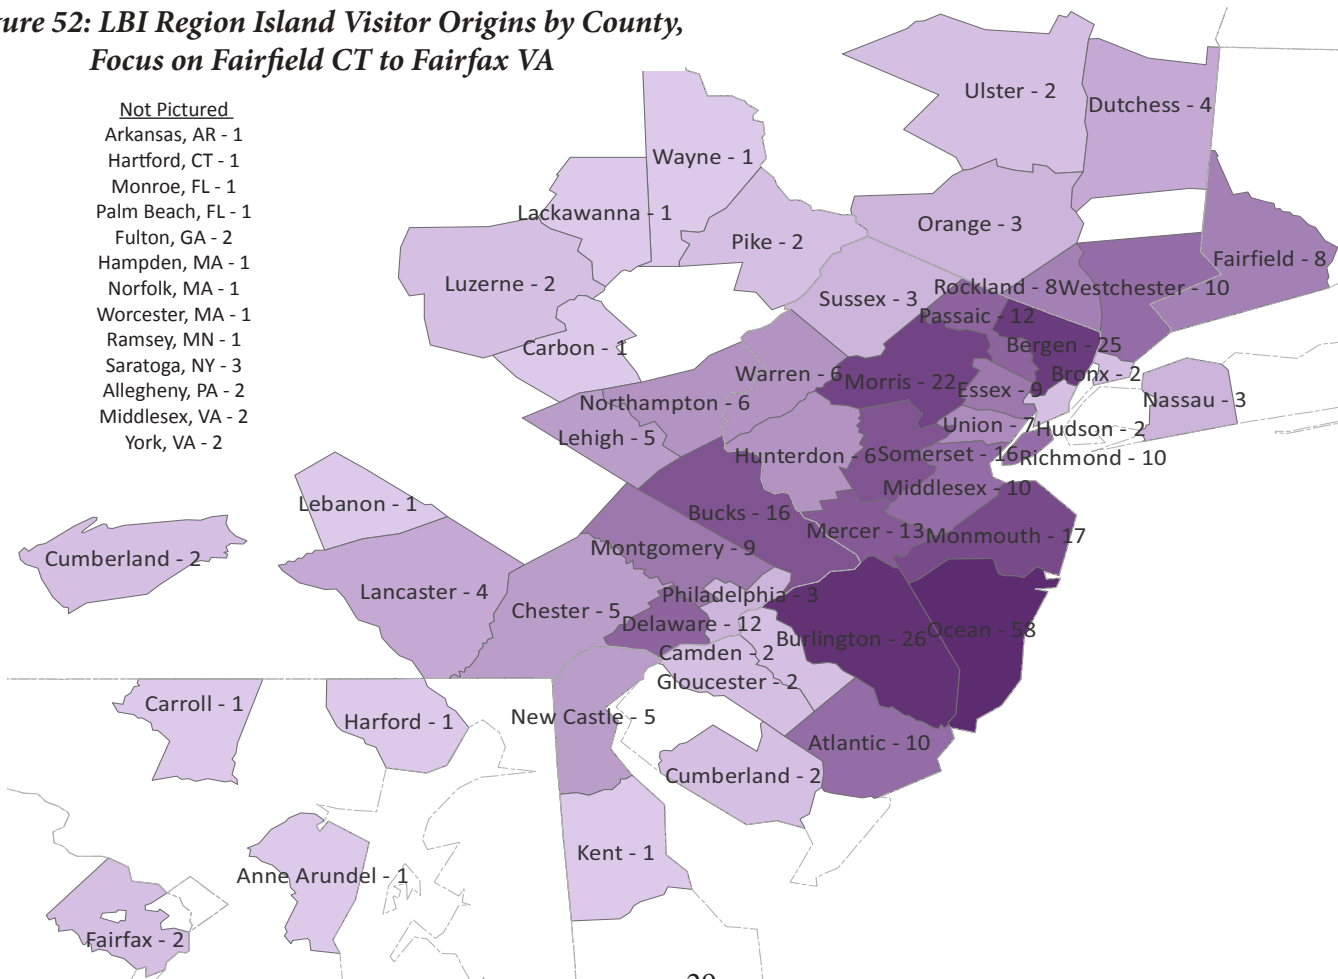 ure 52: LBI Region Island Visitor Origins by County,
Focus on Fairfield CT to Fairfax VA
Not Pictured
Arkansas, AR - 1
Hartford, CT - 1
Monroe, FL - 1
Palm Beach, FL - 1
Fulton, GA - 2
Hampden, MA - 1
Norfolk, MA - 1
Worcester, MA - 1
Ramsey, MN - 1
Saratoga, NY - 3
Allegheny, PA - 2
Middlesex, VA - 2
York, VA - 2
Ulster - 2
Dutchess - 4
Wayne - 1
Lackawanna - 1
Orange - 3
Pike - 2
Fairfield - 8
Luzerne - 2
Rockland - 8
Westchester - 10
Sussex - 3
Passaic - 12
Bergen - 25
Carbon - 1
Bronx - 2
Warren - 6
Morris - 22
Essex - 9
Nassau - 3
Northampton - 6
Union - 7
Hudson - 2
Lehigh - 5
Hunterdon - 6
Somerset - 16
Richmond - 10
Middlesex - 10
Lebanon - 1
Bucks - 16
Mercer - 13
Monmouth - 17
Montgomery - 9
Cumberland - 2
Lancaster - 4
Philadelphia - 3
Chester - 5
Delaware - 12
Ocean - 58
Burlington - 26
Camden - 2
Gloucester - 2
Carroll - 1
New Castle - 5
Harford - 1
Atlantic - 10
Cumberland - 2
Kent - 1
Anne Arundel - 1
Fairfax - 2